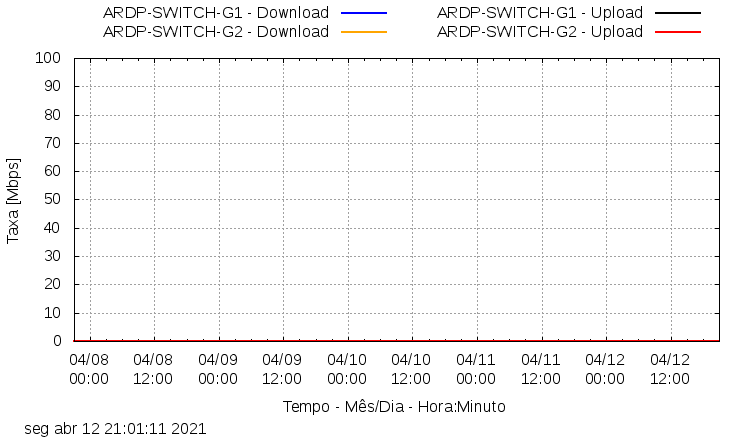 ARDP-SWITCH-G1 - Download
ARDP-SWITCH-G1 - Upload
ARDP-SWITCH-G2 - Download
ARDP-SWITCH-G2 - Upload
100
90
80
70
60
50
40
30
20
10
0
Taxa [Mbps]
04/08 04/08 04/09 04/09 04/10 04/10 04/11 04/11 04/12 04/12
00:00 12:00 00:00 12:00 00:00 12:00 00:00 12:00 00:00 12:00
Tempo - Mês/Dia - Hora:Minuto
seg abr 12 21:01:11 2021